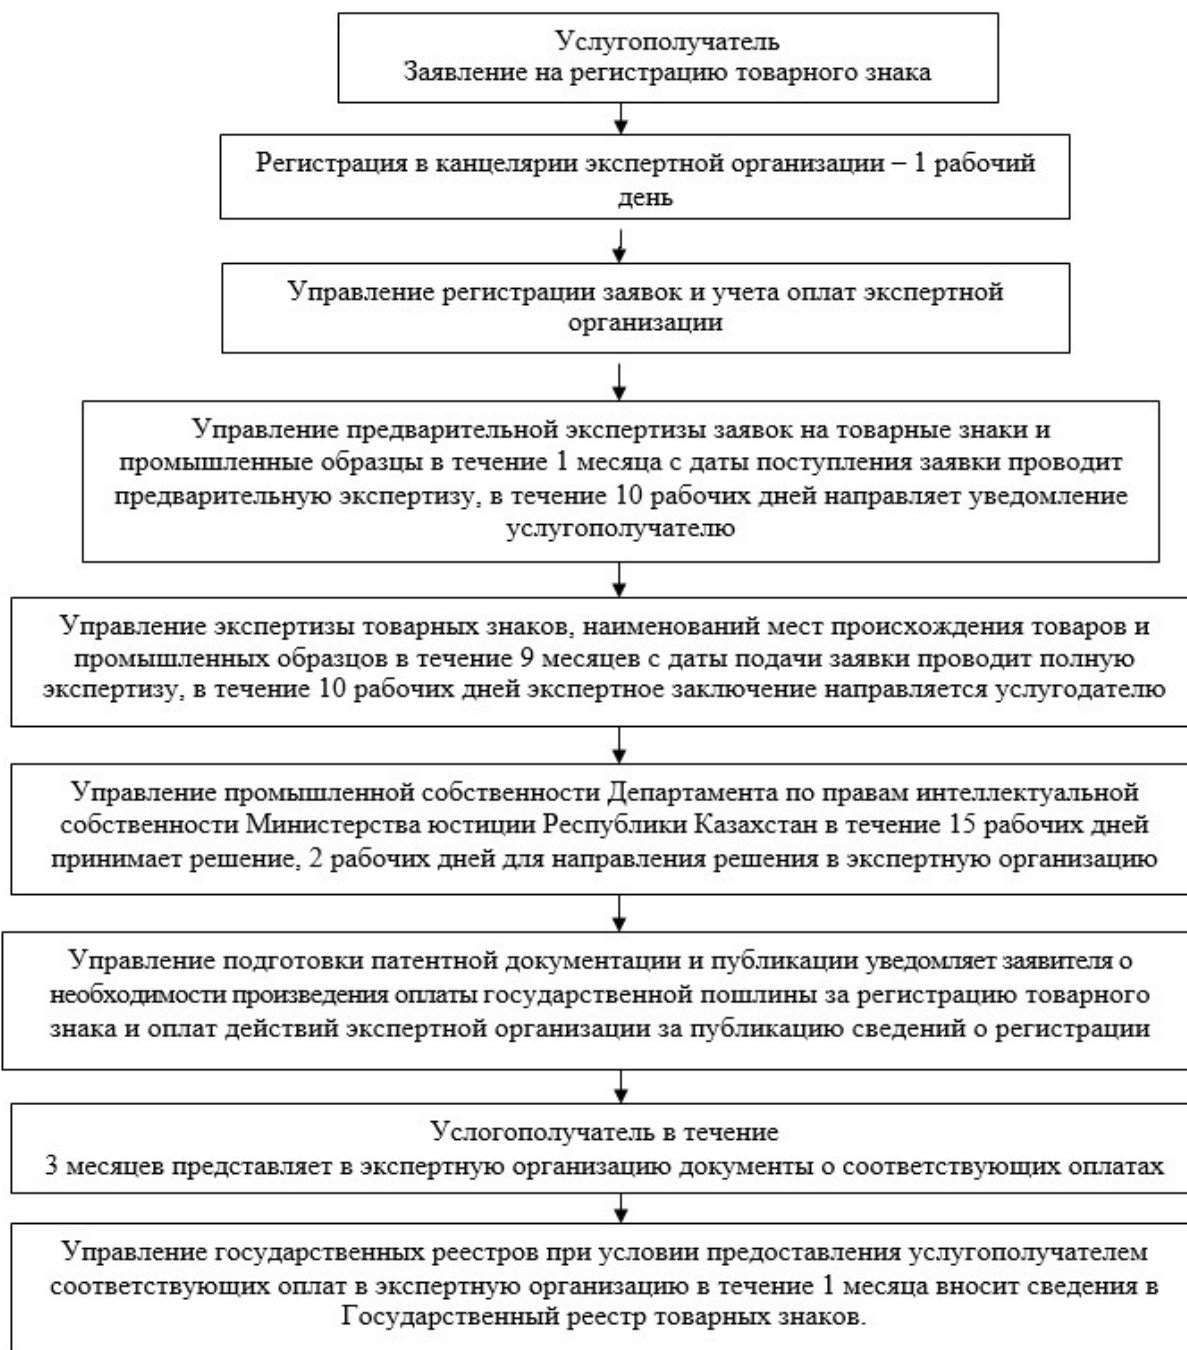 Услугополучатель
Заявление на регистрацию товарного знака
Регистрация в канцелярии экспертной организации – 1 рабочий
день
Управление регистрации заявок и учета оплат экспертной
организации
Управление предварительной экспертизы заявок на товарные знаки и
промышленные образцы в течение 1 месяца с даты поступления заявки проводит
предварительную экспертизу, в течение 10 рабочих дней направляет уведомление
услугополучателю
Управление экспертизы товарных знаков, наименований мест происхождения товаров и
промышленных образцов в течение 9 месяцев с даты подачи заявки проводит полную
экспертизу, в течение 10 рабочих дней экспертное заключение направляется услугодателю
Управление промышленной собственности Департамента по правам интеллектуальной
собственности Министерства юстиции Республики Казахстан в течение 15 рабочих дней
принимает решение, 2 рабочих дней для направления решения в экспертную организацию
Управление подготовки патентной документации и публикации уведомляет заявителя о
необходимости произведения оплаты государственной пошлины за регистрацию товарного
знака и оплат действий экспертной организации за публикацию сведений о регистрации
Услогополучатель в течение
3 месяцев представляет в экспертную организацию документы о соответствующих оплатах
Управление государственных реестров при условии предоставления услугополучателем
соответствующих оплат в экспертную организацию в течение 1 месяца вносит сведения в
Государственный реестр товарных знаков.